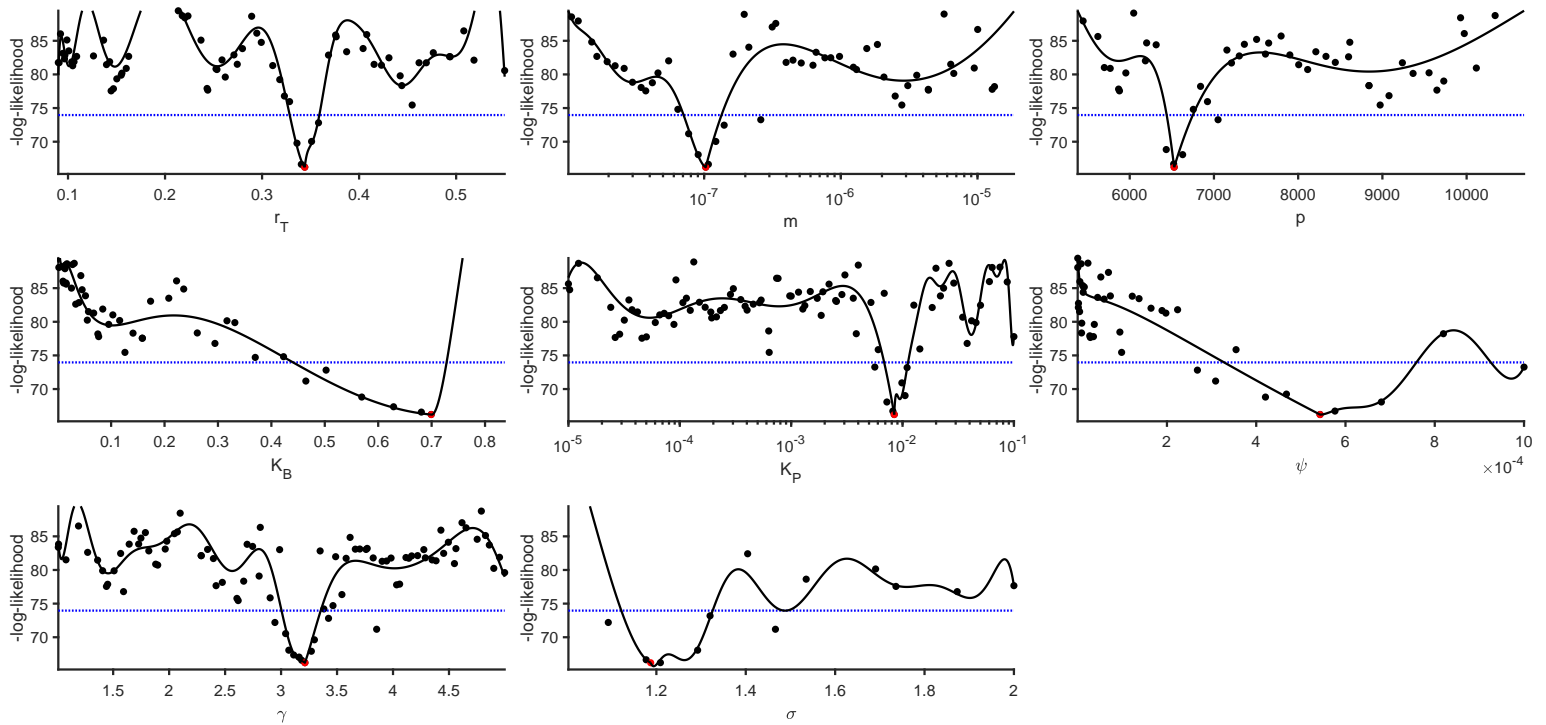 -log-likelihood
85
80
75
70
0.1 0.2 0.3 0.4 0.5
r_T
-log-likelihood
85
80
75
70
10^-7 10^-6 10^-5
m
-log-likelihood
85
80
75
70
6000 7000 8000 9000 10000
p
-log-likelihood
85
80
75
70
0.1 0.2 0.3 0.4 0.5 0.6 0.7 0.8
K_B
-log-likelihood
85
80
75
70
10^-5 10^-4 10^-3 10^-2 10^-1
K_P
-log-likelihood
85
80
75
70
2 4 6 8 10
×10^-4
ψ
-log-likelihood
85
80
75
70
1.5 2 2.5 3 3.5 4 4.5
γ
-log-likelihood
85
80
75
70
1.2 1.4 1.6 1.8 2
σ